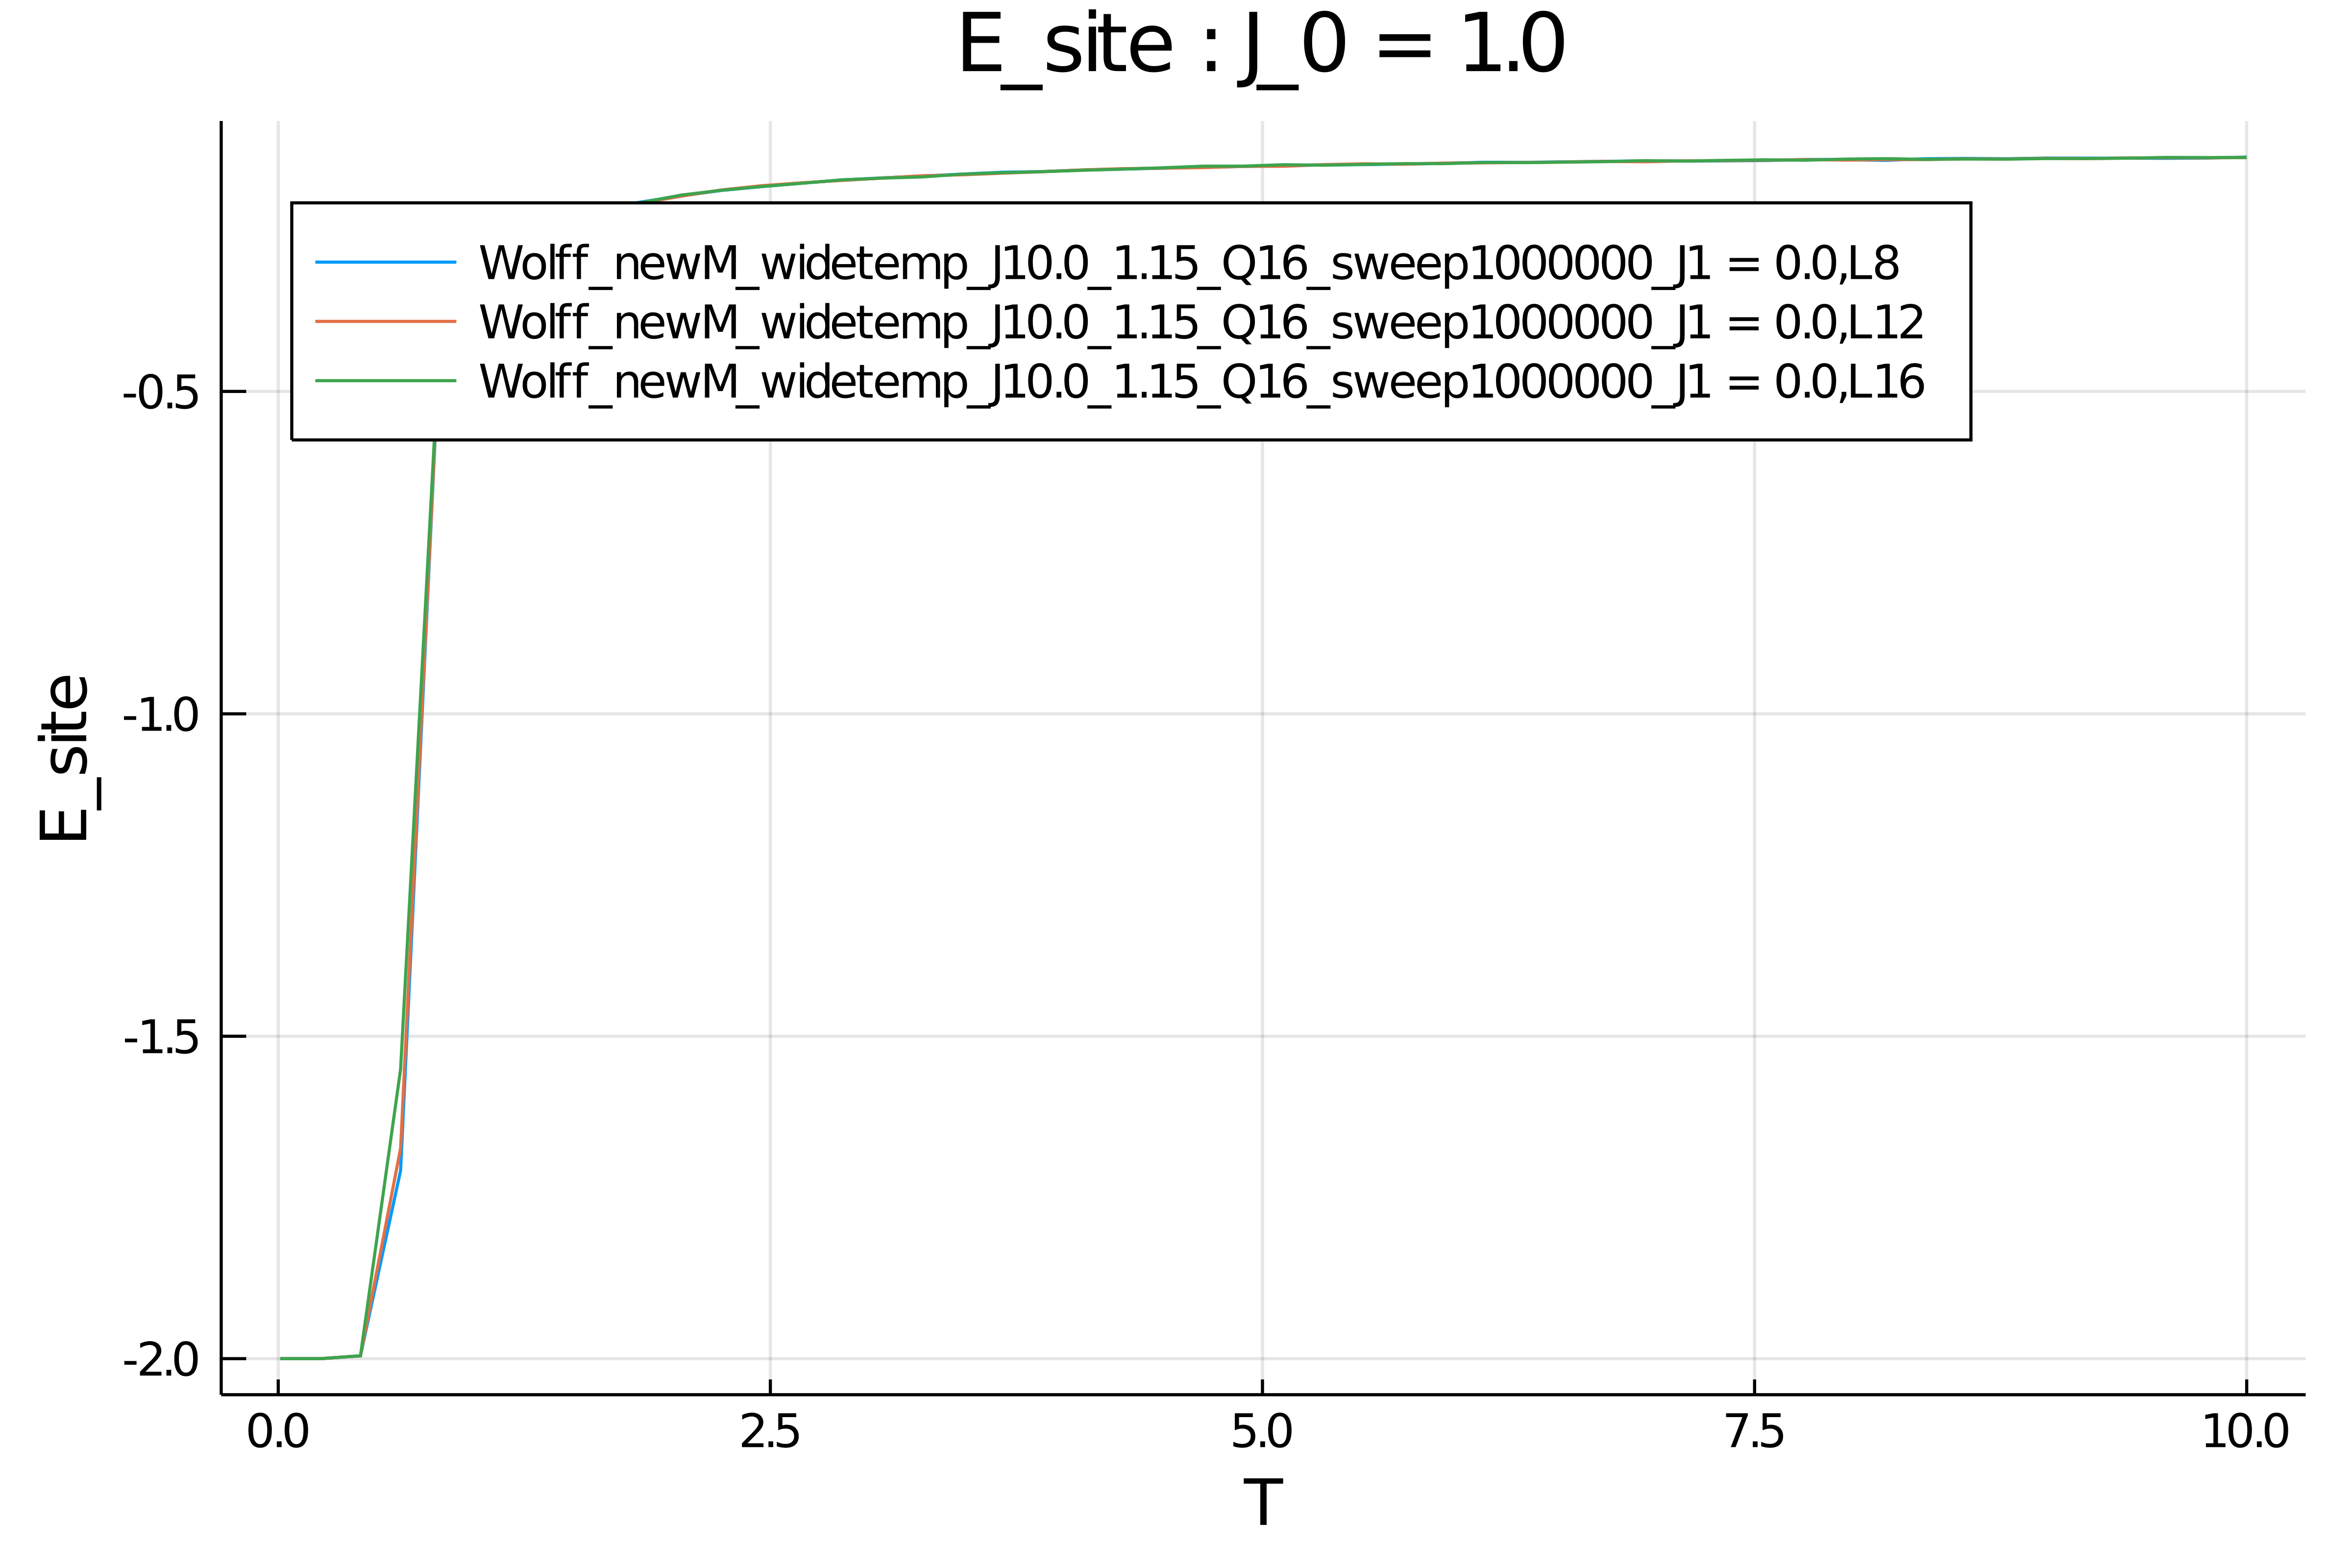 E_site : J_0 = 1.0
Wolff_newM_widetemp_J10.0_1.15_Q16_sweep1000000_J1 = 0.0,L8
Wolff_newM_widetemp_J10.0_1.15_Q16_sweep1000000_J1 = 0.0,L12
Wolff_newM_widetemp_J10.0_1.15_Q16_sweep1000000_J1 = 0.0,L16
-0.5
-1.0
-1.5
-2.0
E_site
0.0 2.5 5.0 7.5 10.0
T